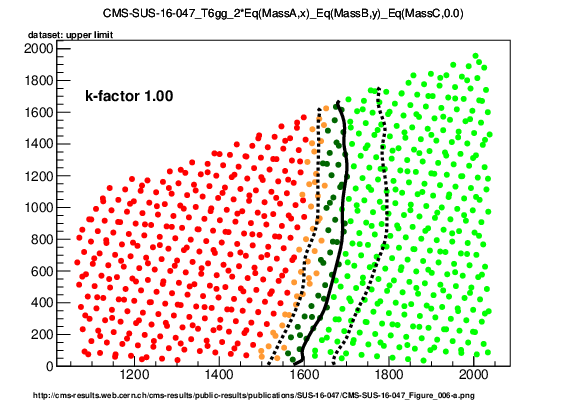 CMS-SUS-16-047_T6gg_2*Eq(MassA,x)_Eq(MassB,y)_Eq(MassC,0.0)
dataset: upper limit
2000
k-factor 1.00
1800
1600
1400
1200
1000
800
600
400
200
0
1200 1400 1600 1800 2000
http://cms-results.web.cern.ch/cms-results/public-results/publications/SUS-16-047/CMS-SUS-16-047_Figure_006-a.png